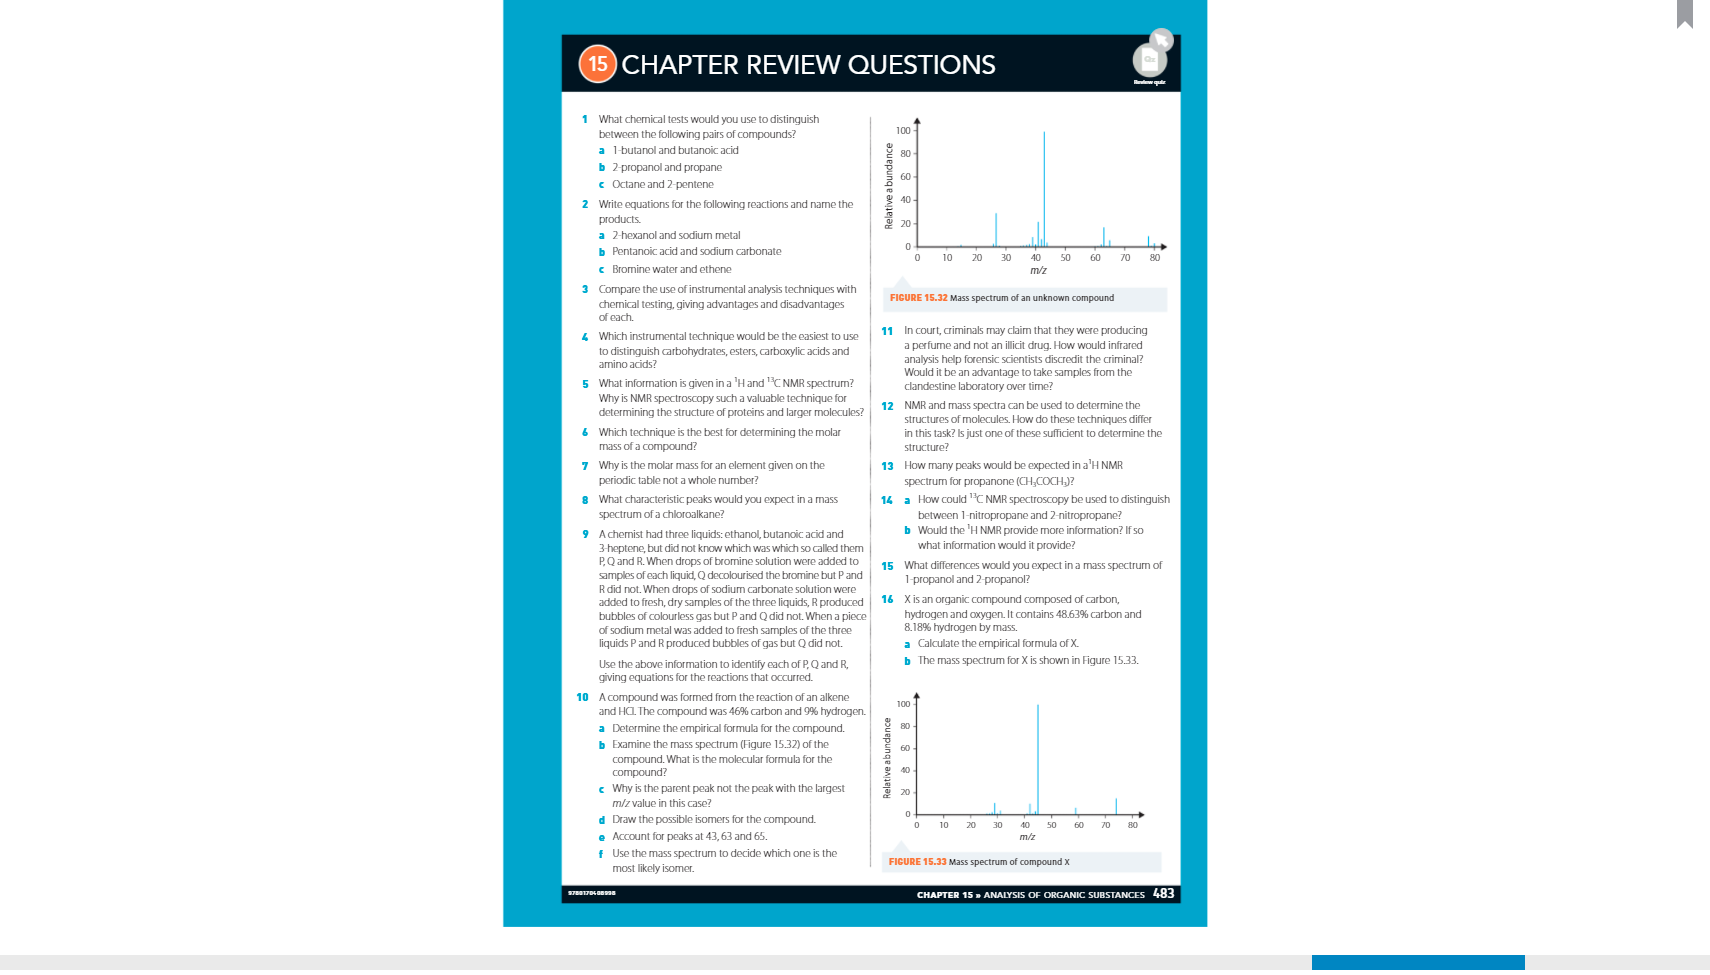 15 CHAPTER REVIEW QUESTIONS
Review quiz
1 What chemical tests would you use to distinguish
between the following pairs of compounds?
a 1-butanol and butanoic acid
b 2-propanol and propane
c Octane and 2-pentene
2 Write equations for the following reactions and name the
products.
a 2-hexanol and sodium metal
b Pentanoic acid and sodium carbonate
c Bromine water and ethene
3 Compare the use of instrumental analysis techniques with
chemical testing, giving advantages and disadvantages
of each.
4 Which instrumental technique would be the easiest to use
to distinguish carbohydrates, esters, carboxylic acids and
amino acids?
5 What information is given in a ¹H and ¹³C NMR spectrum?
Why is NMR spectroscopy such a valuable technique for
determining the structure of proteins and larger molecules?
6 Which technique is the best for determining the molar
mass of a compound?
7 Why is the molar mass for an element given on the
periodic table not a whole number?
8 What characteristic peaks would you expect in a mass
spectrum of a chloroalkane?
9 A chemist had three liquids: ethanol, butanoic acid and
3-heptene, but did not know which was which so called them
P, Q and R. When drops of bromine solution were added to
samples of each liquid, Q decolourised the bromine but P and
R did not. When drops of sodium carbonate solution were
added to fresh, dry samples of the three liquids, R produced
bubbles of colourless gas but P and Q did not. When a piece
of sodium metal was added to fresh samples of the three
liquids P and R produced bubbles of gas but Q did not.
Use the above information to identify each of P, Q and R,
giving equations for the reactions that occurred.
10 A compound was formed from the reaction of an alkene
and HCl. The compound was 46% carbon and 9% hydrogen.
a Determine the empirical formula for the compound.
b Examine the mass spectrum (Figure 15.32) of the
compound. What is the molecular formula for the
compound?
c Why is the parent peak not the peak with the largest
m/z value in this case?
d Draw the possible isomers for the compound.
e Account for peaks at 43, 63 and 65.
f Use the mass spectrum to decide which one is the
most likely isomer.
Relative abundance
100
80
60
40
20
0
0 10 20 30 40 50 60 70 80
m/z
FIGURE 15.32 Mass spectrum of an unknown compound
11 In court, criminals may claim that they were producing
a perfume and not an illicit drug. How would infrared
analysis help forensic scientists discredit the criminal?
Would it be an advantage to take samples from the
clandestine laboratory over time?
12 NMR and mass spectra can be used to determine the
structures of molecules. How do these techniques differ
in this task? Is just one of these sufficient to determine the
structure?
13 How many peaks would be expected in a ¹H NMR
spectrum for propanone (CH₃COCH₃)?
14 a How could ¹³C NMR spectroscopy be used to distinguish
between 1-nitropropane and 2-nitropropane?
b Would the ¹H NMR provide more information? If so
what information would it provide?
15 What differences would you expect in a mass spectrum of
1-propanol and 2-propanol?
16 X is an organic compound composed of carbon,
hydrogen and oxygen. It contains 48.63% carbon and
8.18% hydrogen by mass.
a Calculate the empirical formula of X.
b The mass spectrum for X is shown in Figure 15.33.
Relative abundance
100
80
60
40
20
0
0 10 20 30 40 50 60 70 80
m/z
FIGURE 15.33 Mass spectrum of compound X
9780170408998
CHAPTER 15 » ANALYSIS OF ORGANIC SUBSTANCES 483